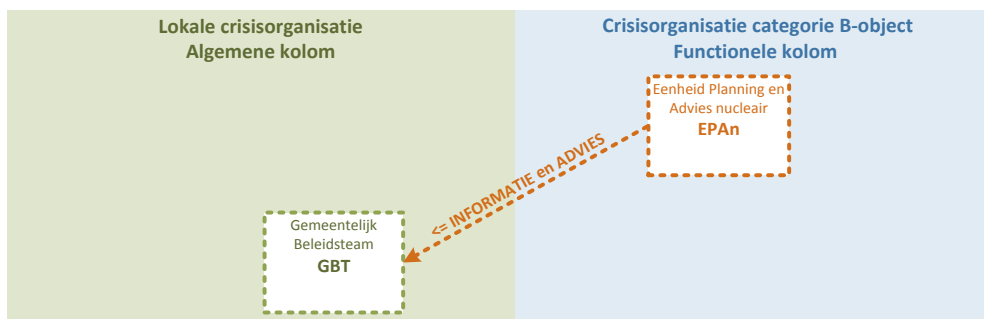 Lokale crisisorganisatie
Algemene kolom
Crisisorganisatie categorie B-object
Functionele kolom
Eenheid Planning en
Advies nucleair
EPAn
<= INFORMATIE en ADVIES
Gemeentelijk
Beleidsteam
GBT